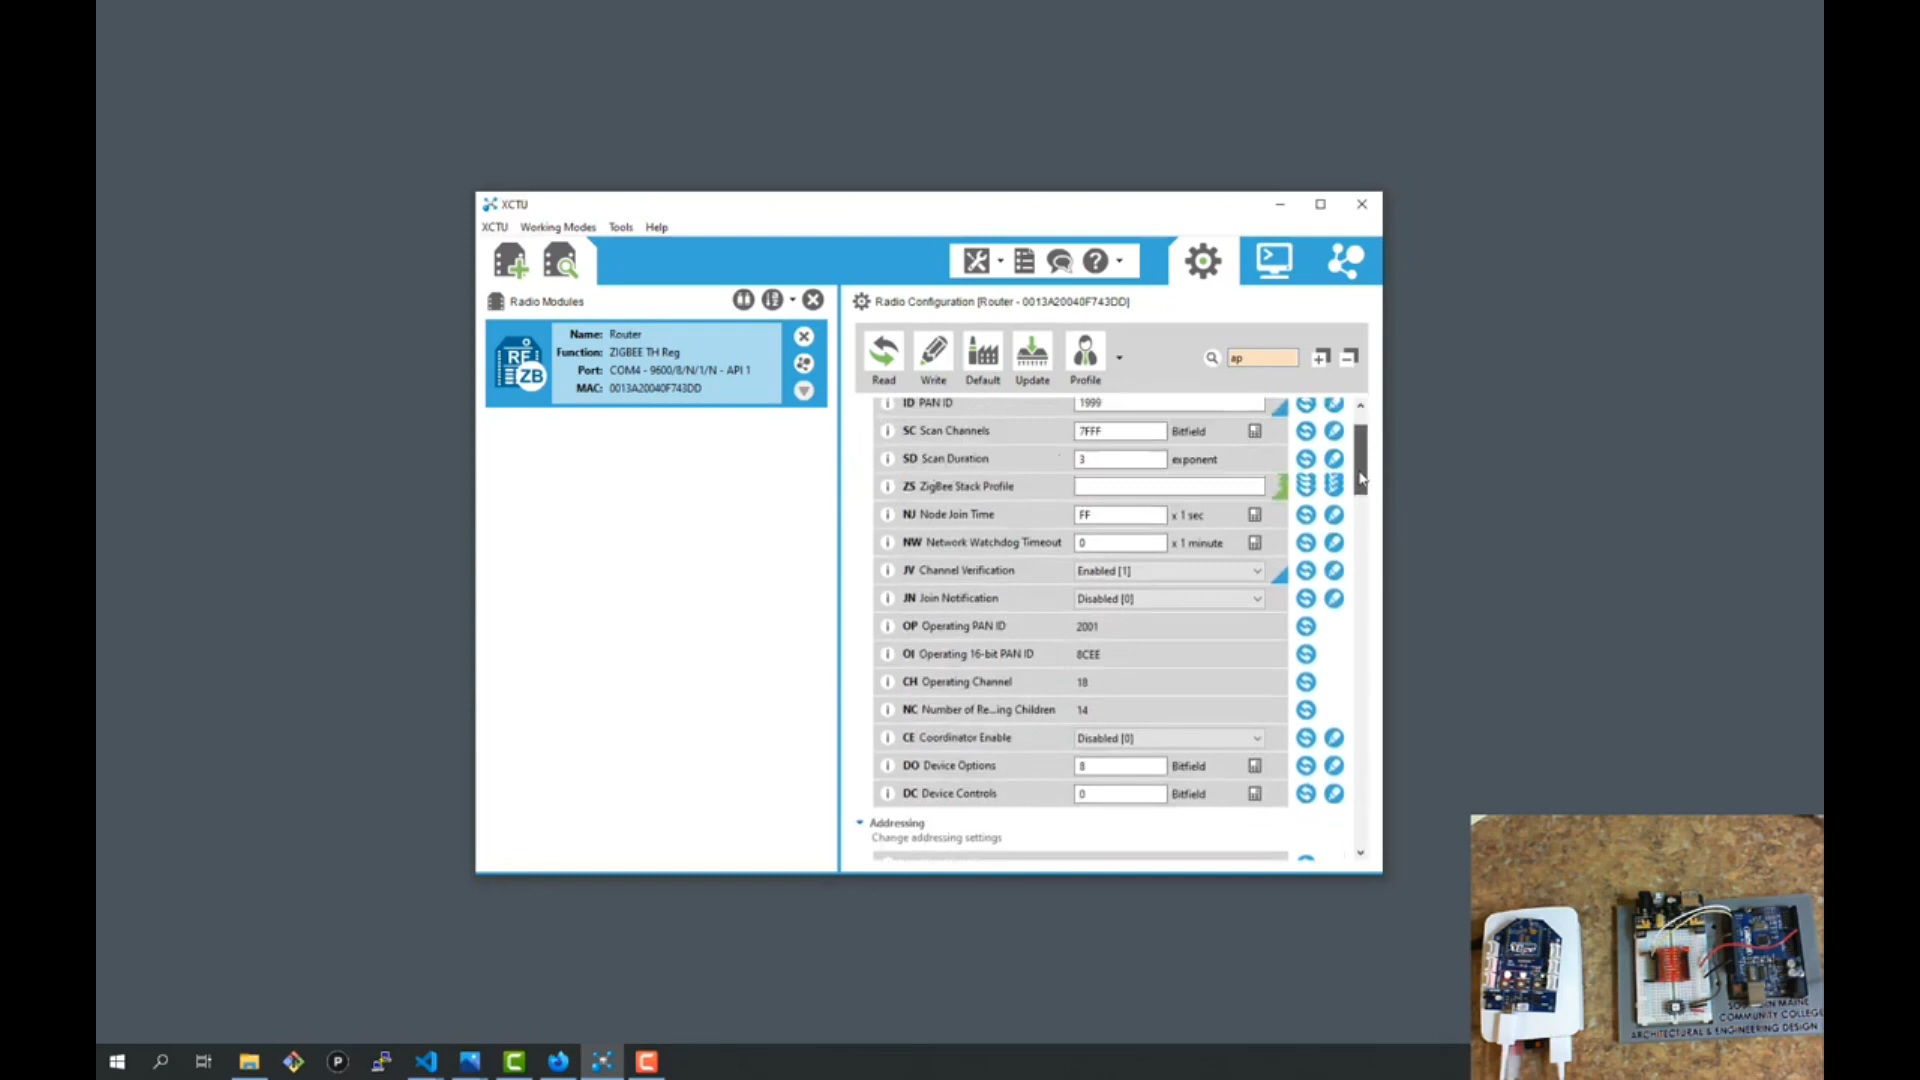 XCTU
XCTU Working Modes Tools Help
Radio Modules
Name: Router
Function: ZIGBEE TH Reg
Port: COM4 - 9600/8/N/1/N - API 1
MAC: 0013A20040F743DD
RF
ZB
Radio Configuration [Router - 0013A20040F743DD]
Read Write Default Update Profile
ap
ID PAN ID 1999
SC Scan Channels 7FFF Bitfield
SD Scan Duration 3 exponent
ZS ZigBee Stack Profile
NJ Node Join Time FF x 1 sec
NW Network Watchdog Timeout 0 x 1 minute
JV Channel Verification Enabled [1]
JN Join Notification Disabled [0]
OP Operating PAN ID 2001
OI Operating 16-bit PAN ID 8CEE
CH Operating Channel 18
NC Number of Re...ing Children 14
CE Coordinator Enable Disabled [0]
DO Device Options 8 Bitfield
DC Device Controls 0 Bitfield
Addressing
Change addressing settings
MAINE
COMMUNITY COLLEGE
ARCHITECTURAL & ENGINEERING DESIGN